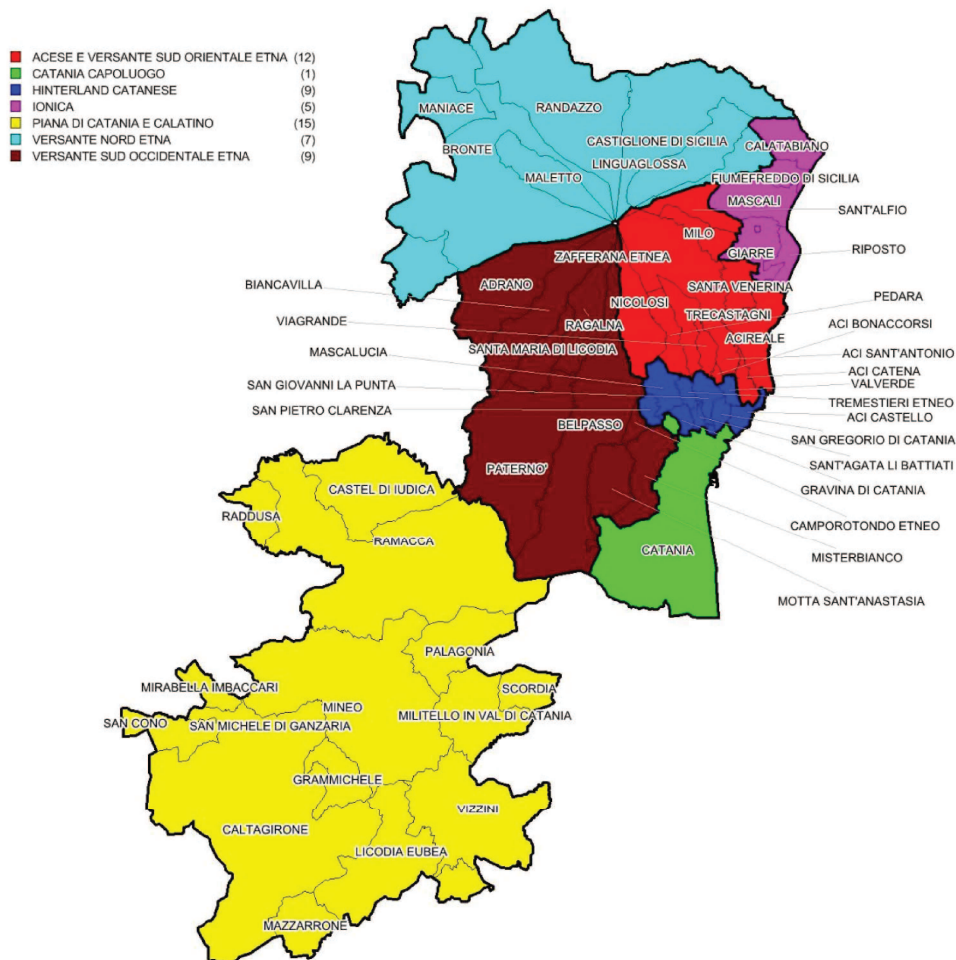 ACESE E VERSANTE SUD ORIENTALE ETNA (12)
CATANIA CAPOLUOGO (1)
HINTERLAND CATANESE (9)
IONICA (5)
PIANA DI CATANIA E CALATINO (15)
VERSANTE NORD ETNA (7)
VERSANTE SUD OCCIDENTALE ETNA (9)
MANIACE
RANDAZZO
CASTIGLIONE DI SICILIA
CALATABIANO
BRONTE
LINGUAGLOSSA
MALETTO
FIUMEFREDDO DI SICILIA
MASCALI
SANT'ALFIO
MILO
GIARRE
RIPOSTO
ZAFFERANA ETNEA
ADRANO
BIANCAVILLA
SANTA VENERINA
NICOLOSI
PEDARA
VIAGRANDE
TRECASTAGNI
RAGALNA
ACI BONACCORSI
ACIREALE
MASCALUCIA
SANTA MARIA DI LICODIA
ACI SANT'ANTONIO
ACI CATENA
SAN GIOVANNI LA PUNTA
VALVERDE
TREMESTIERI ETNEO
SAN PIETRO CLARENZA
ACI CASTELLO
BELPASSO
SAN GREGORIO DI CATANIA
SANT'AGATA LI BATTIATI
PATERNO'
GRAVINA DI CATANIA
CASTEL DI IUDICA
RADDUSA
CAMPOROTONDO ETNEO
RAMACCA
CATANIA
MISTERBIANCO
MOTTA SANT'ANASTASIA
PALAGONIA
MIRABELLA IMBACCARI
SCORDIA
MINEO
SAN CONO
SAN MICHELE DI GANZARIA
MILITELLO IN VAL DI CATANIA
GRAMMICHELE
VIZZINI
CALTAGIRONE
LICODIA EUBEA
MAZZARRONE